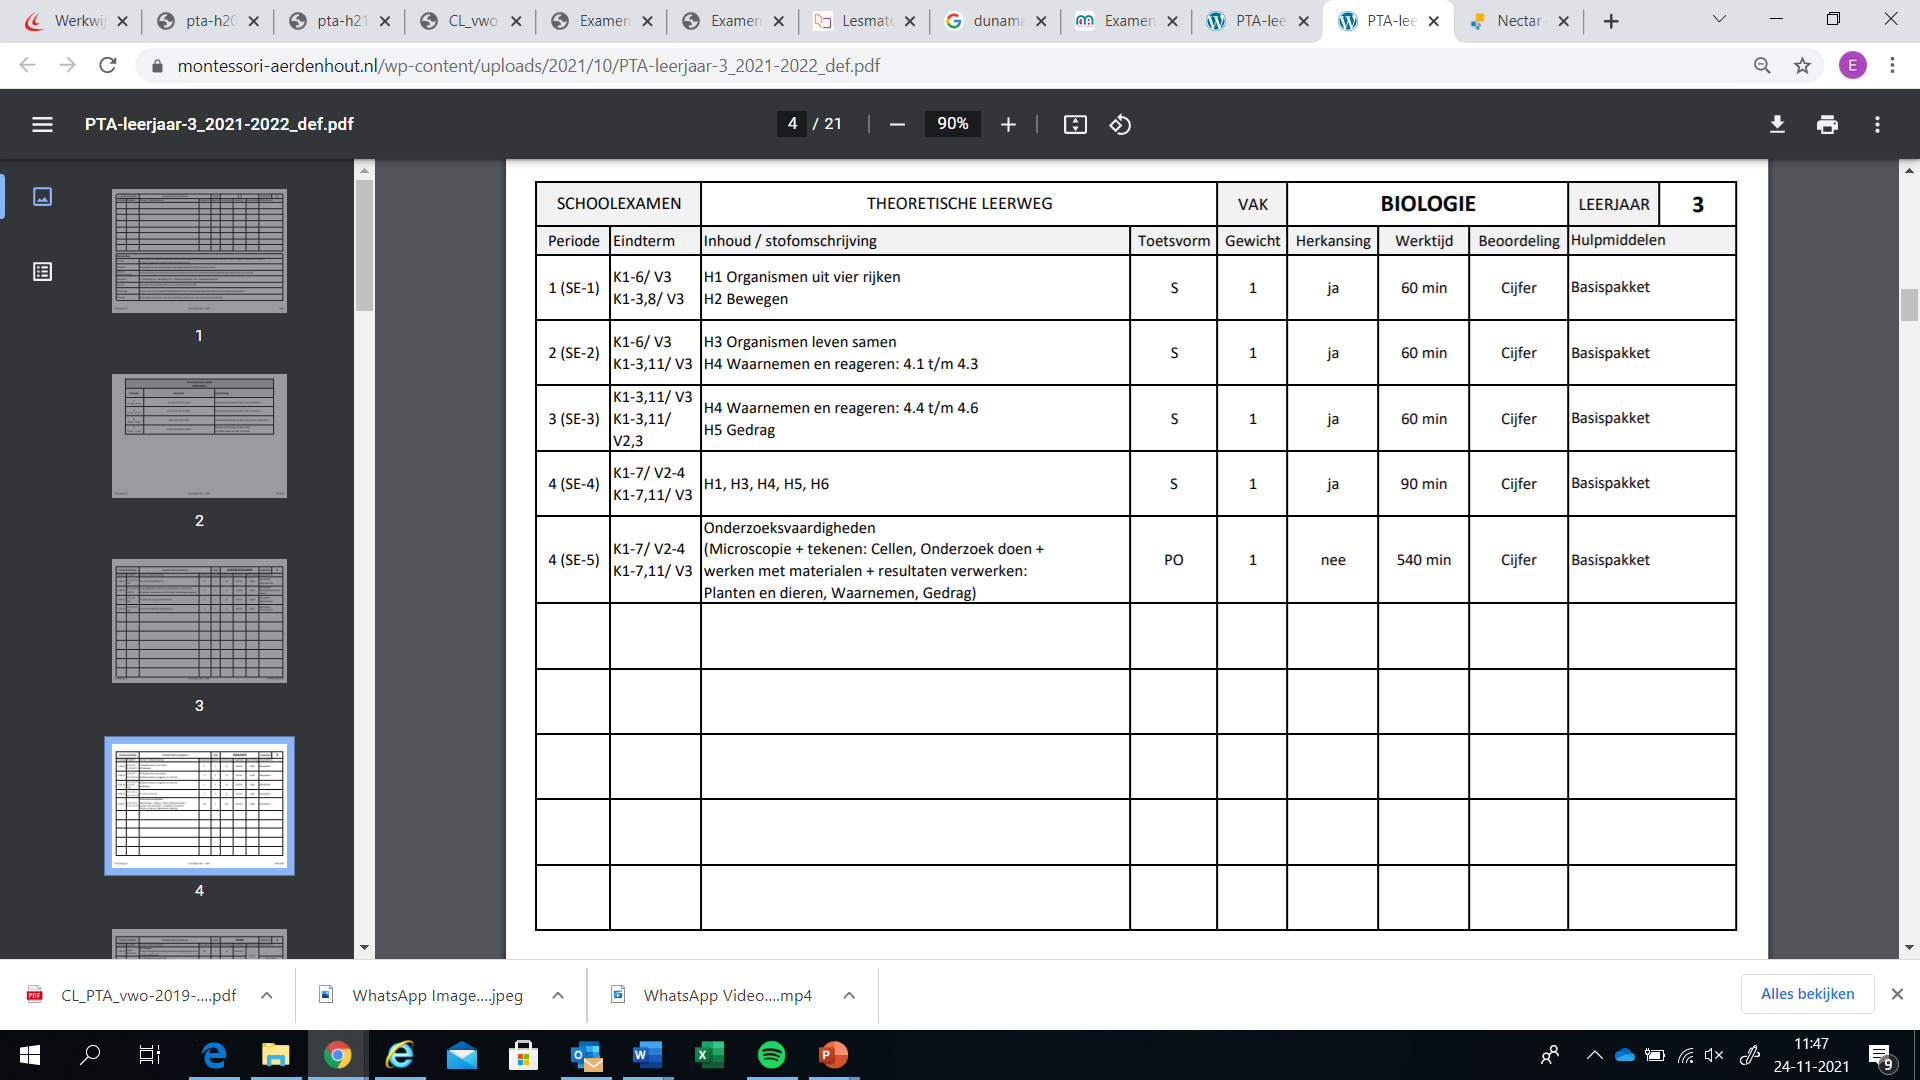 Werkwij
pta-h20
pta-h21
CL_vwo
Examen
Examen
Lesmate
dunama
Examen
PTA-lee
PTA-lee
Nectar
montessori-aerdenhout.nl/wp-content/uploads/2021/10/PTA-leerjaar-3_2021-2022_def.pdf
E
PTA-leerjaar-3_2021-2022_def.pdf
4 / 21
90%
1
2
3
4
SCHOOLEXAMEN THEORETISCHE LEERWEG VAK BIOLOGIE LEERJAAR 3
Periode Eindterm Inhoud / stofomschrijving Toetsvorm Gewicht Herkansing Werktijd Beoordeling Hulpmiddelen
1 (SE-1)
K1-6/ V3
K1-3,8/ V3
H1 Organismen uit vier rijken
H2 Bewegen
S 1 ja 60 min Cijfer Basispakket
2 (SE-2)
K1-6/ V3
K1-3,11/ V3
H3 Organismen leven samen
H4 Waarnemen en reageren: 4.1 t/m 4.3
S 1 ja 60 min Cijfer Basispakket
3 (SE-3)
K1-3,11/ V3
K1-3,11/
V2,3
H4 Waarnemen en reageren: 4.4 t/m 4.6
H5 Gedrag
S 1 ja 60 min Cijfer Basispakket
4 (SE-4)
K1-7/ V2-4
K1-7,11/ V3
H1, H3, H4, H5, H6
S 1 ja 90 min Cijfer Basispakket
4 (SE-5)
K1-7/ V2-4
K1-7,11/ V3
Onderzoeksvaardigheden
(Microscopie + tekenen: Cellen, Onderzoek doen +
werken met materialen + resultaten verwerken:
Planten en dieren, Waarnemen, Gedrag)
PO 1 nee 540 min Cijfer Basispakket
CL_PTA_vwo-2019-....pdf
WhatsApp Image....jpeg
WhatsApp Video....mp4
Alles bekijken
11:47
24-11-2021
9